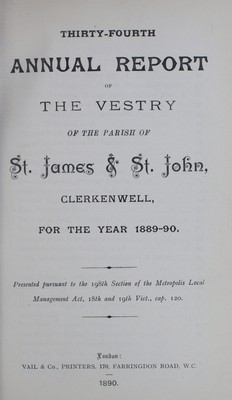 THIRTY-FOURTH
ANNUAL REPORT
OF
THE VESTRY
OF THE PARISH OF
St. James & St. John,
CLERKENWELL,
FOR THE YEAR 1889-90.
Presented pursuant to the 198th Section of the Metropolis Local
Management Act, 18th and 19th Vict., cap. 120.
London:
VAIL & Co., PRINTERS, 170, FARRINGDON ROAD, W.C.
1890.